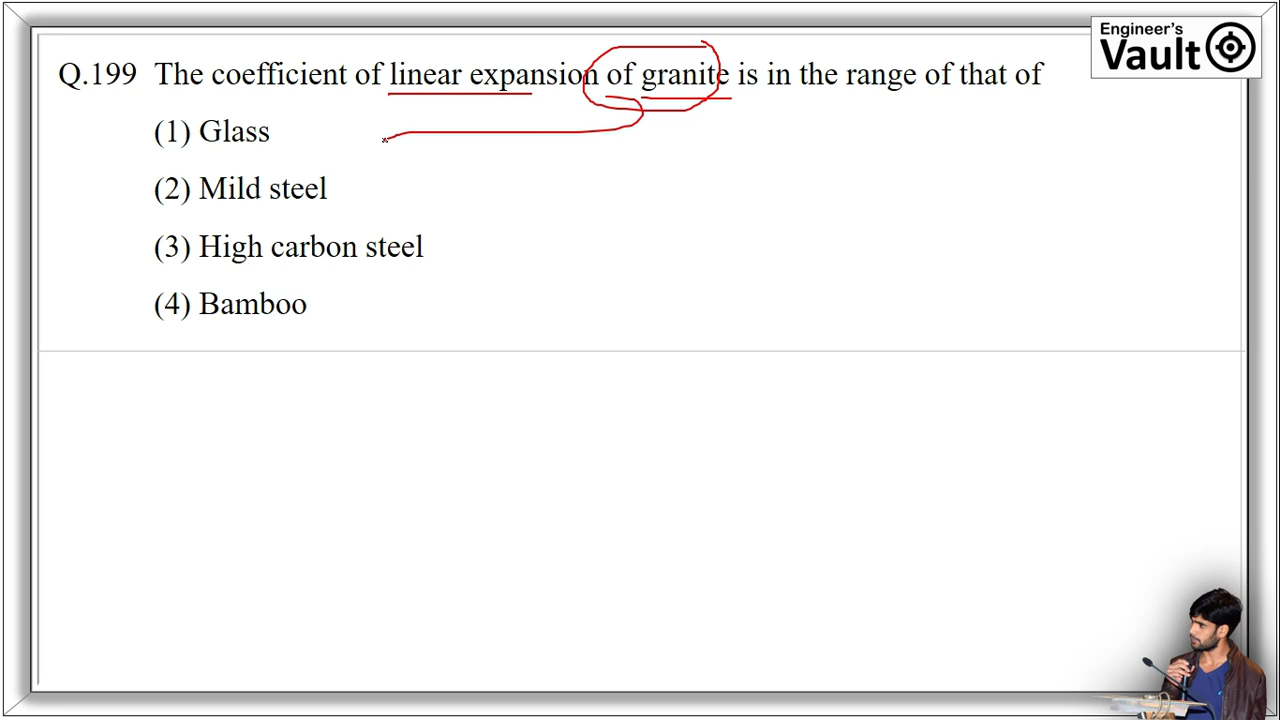 Engineer's
Vault
Q.199 The coefficient of linear expansion of granite is in the range of that of
(1) Glass
(2) Mild steel
(3) High carbon steel
(4) Bamboo